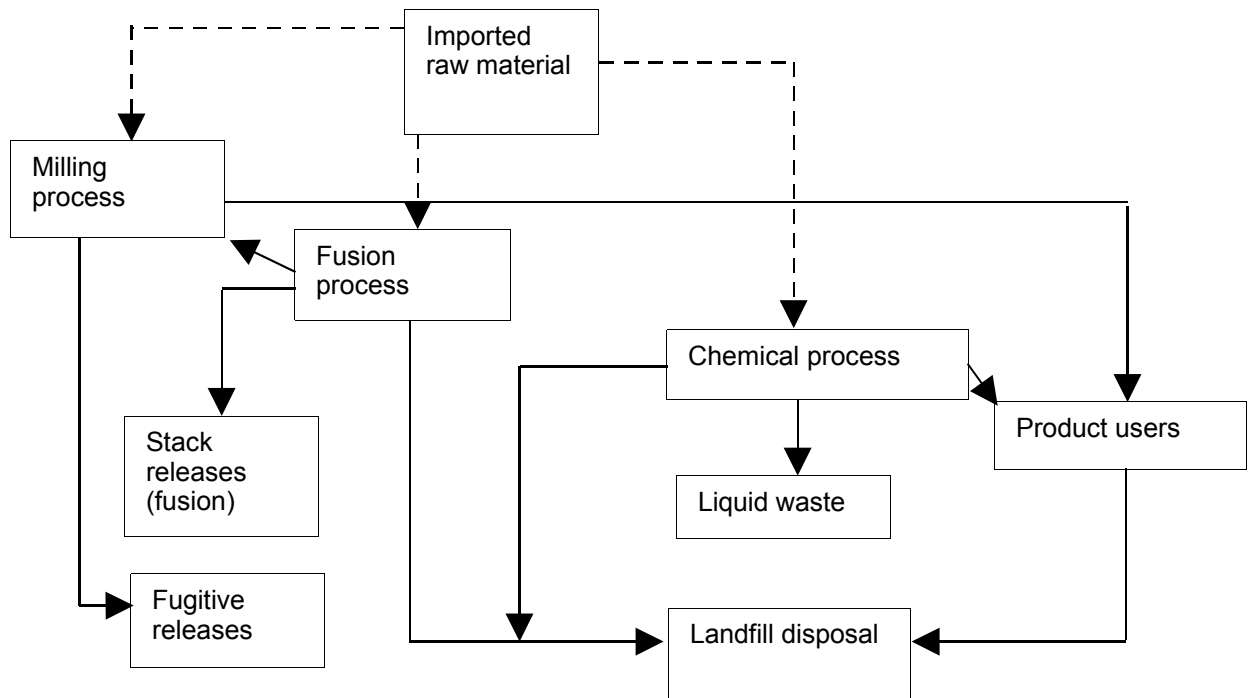 Imported
raw material
Milling
process
Fusion
process
Chemical process
Product users
Stack
releases
(fusion)
Liquid waste
Fugitive
releases
Landfill disposal